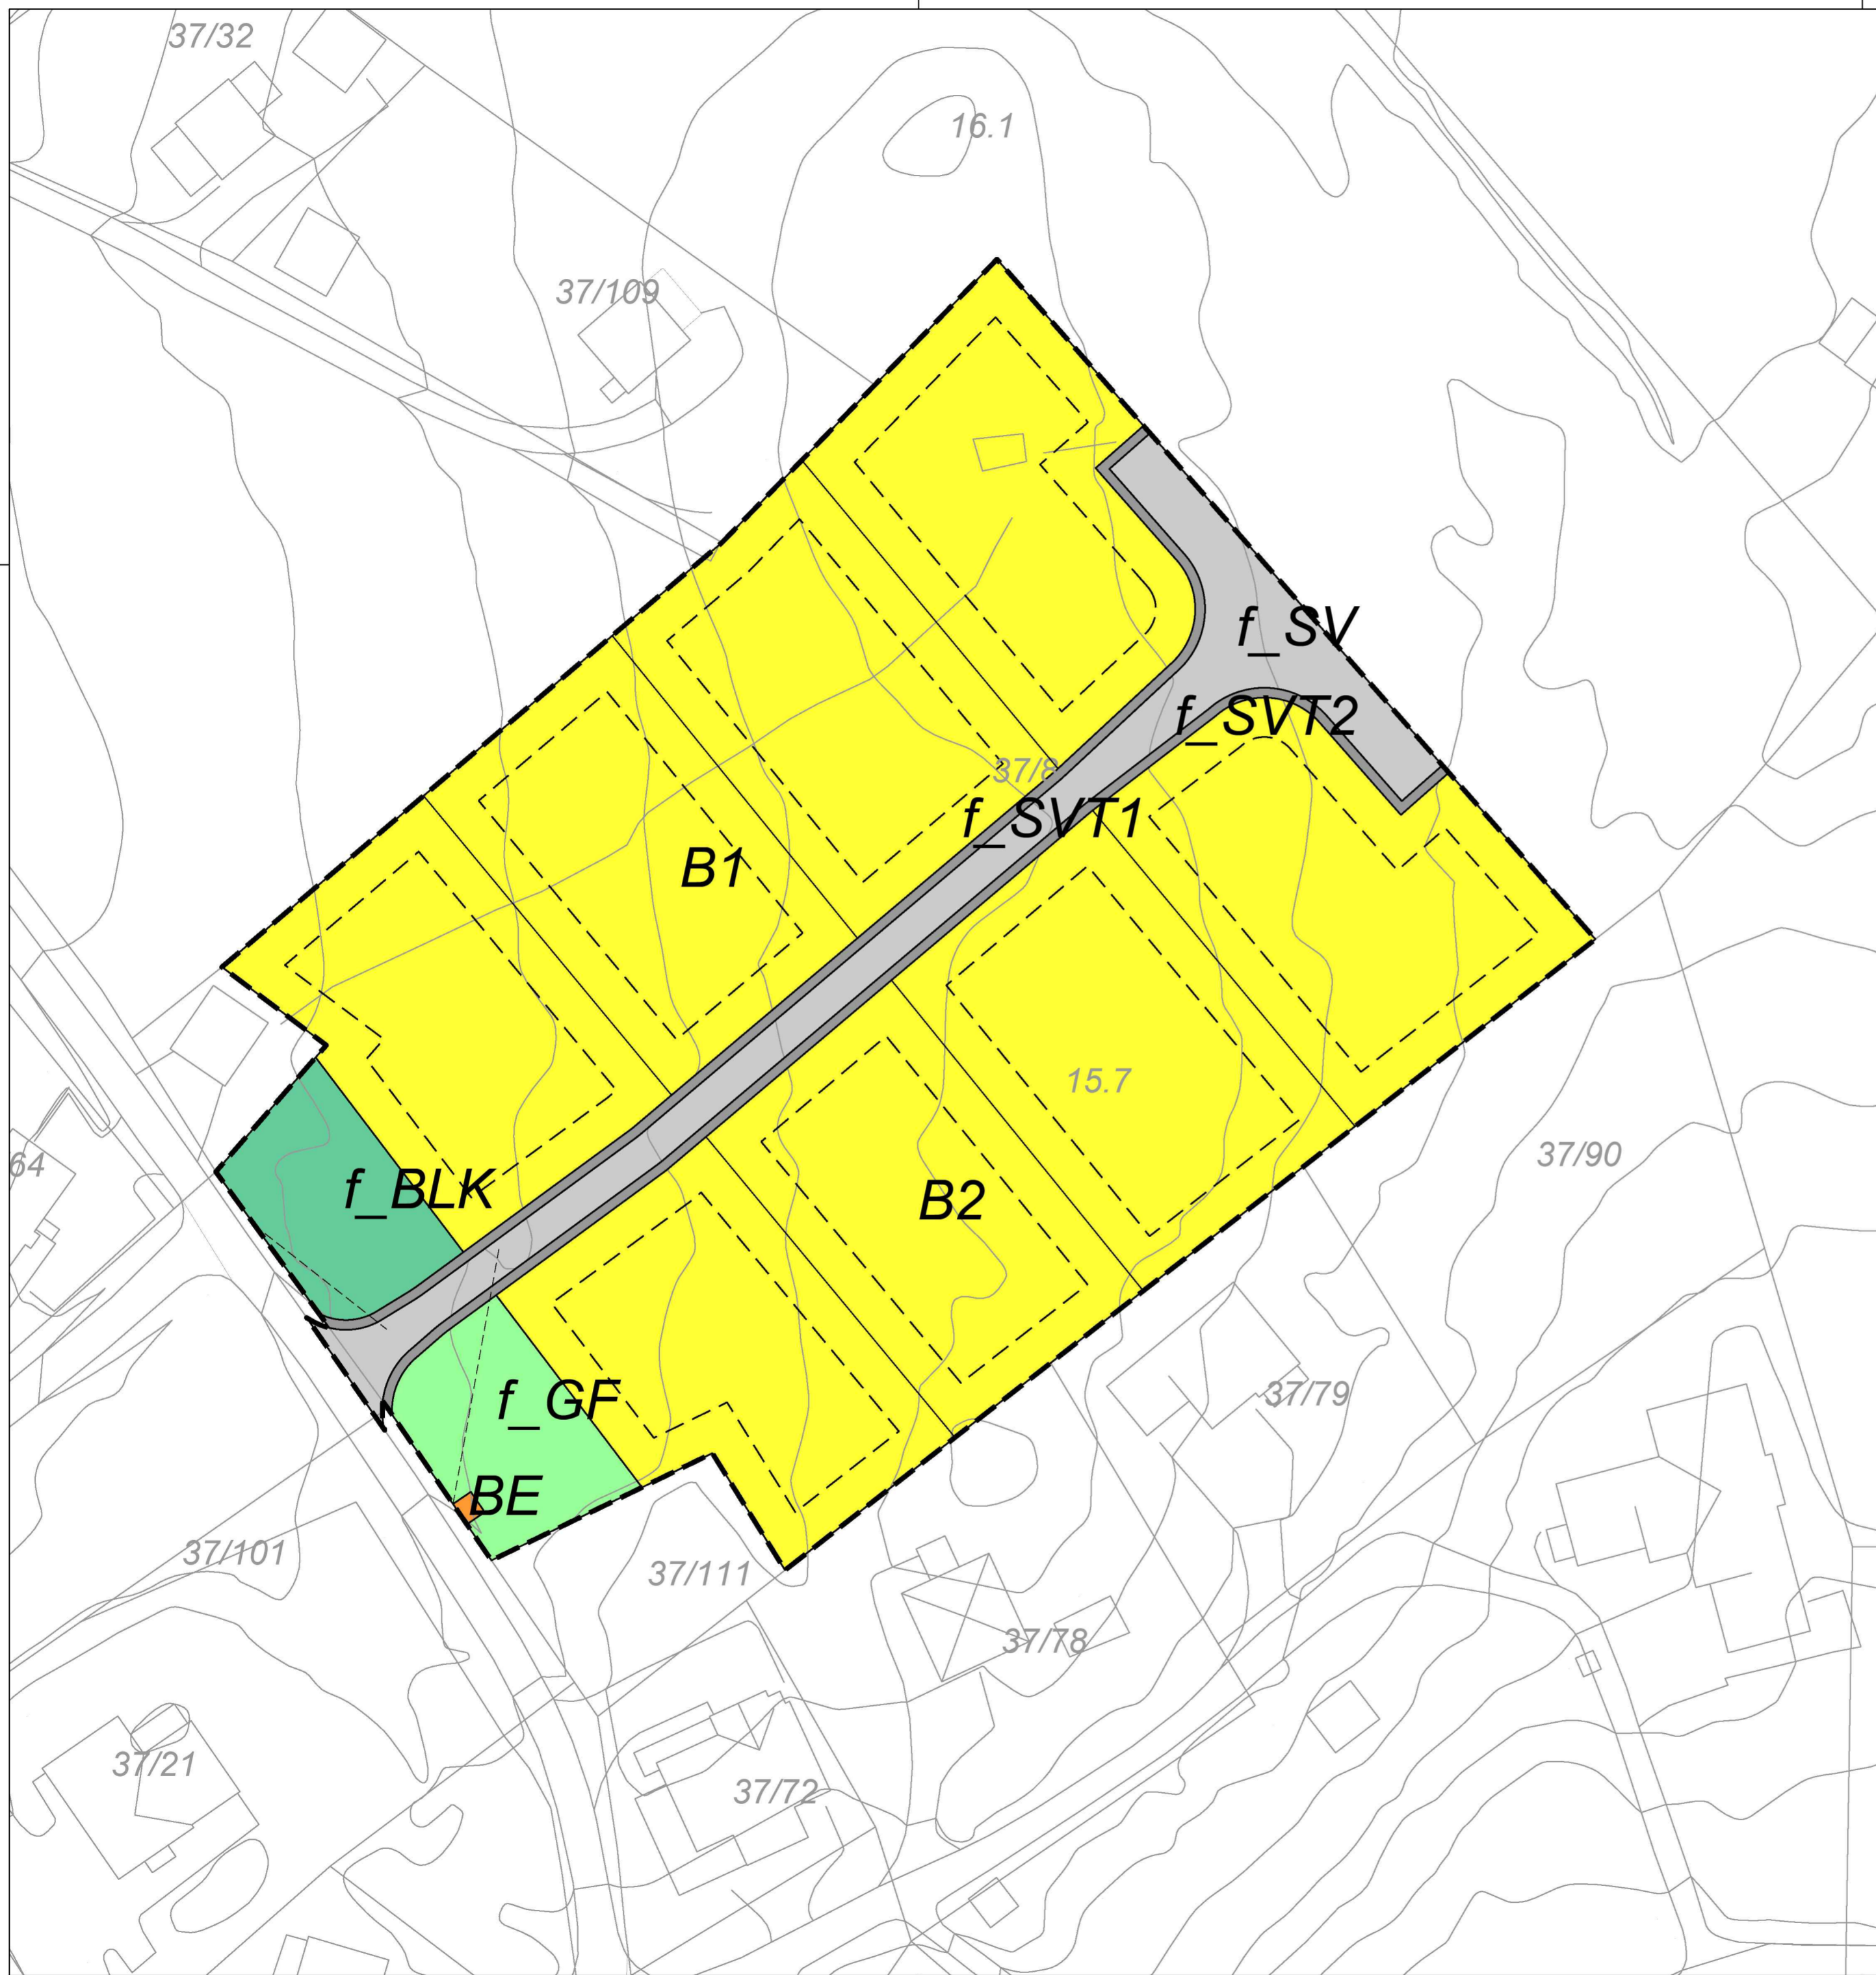 37/32
16.1
37/109
f_SV
f_SVT2
37/8
f_SVT1
B1
15.7
37/90
64
f_BLK
B2
37/79
f_GF
BE
37/101
37/111
37/78
37/21
37/72